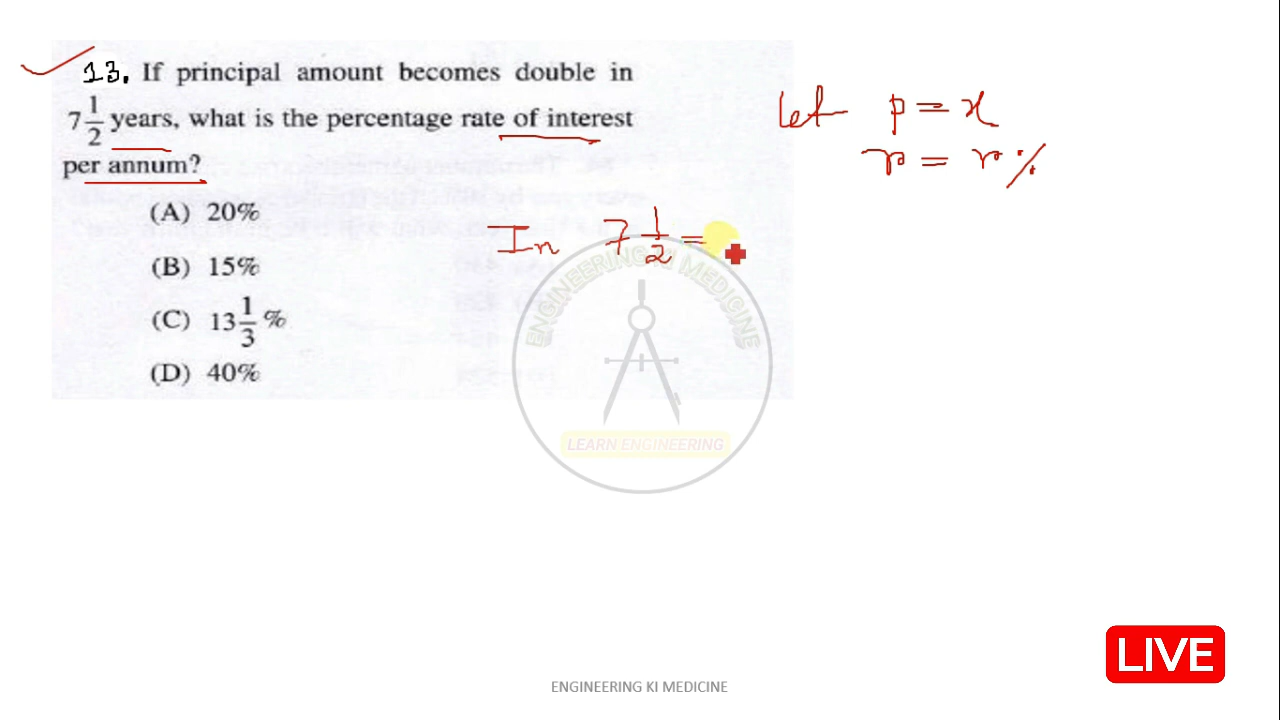 13. If principal amount becomes double in
7 1/2 years, what is the percentage rate of interest
per annum?
(A) 20%
(B) 15%
(C) 13 1/3 %
(D) 40%
Let p = x
r = r %
In 7 1/2 =
ENGINEERING KI MEDICINE
LEARN ENGINEERING
LIVE
ENGINEERING KI MEDICINE